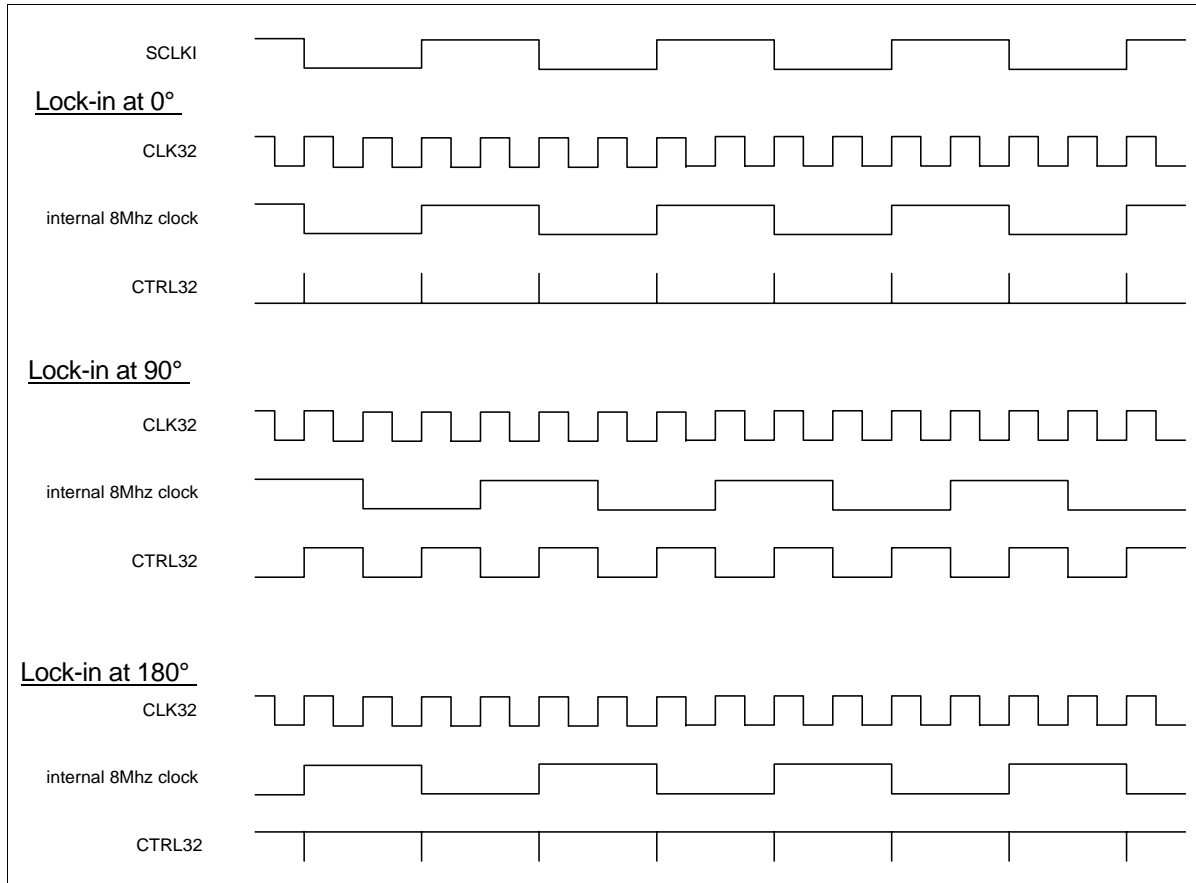 SCLKI
Lock-in at 0°
CLK32
internal 8Mhz clock
CTRL32
Lock-in at 90°
CLK32
internal 8Mhz clock
CTRL32
Lock-in at 180°
CLK32
internal 8Mhz clock
CTRL32